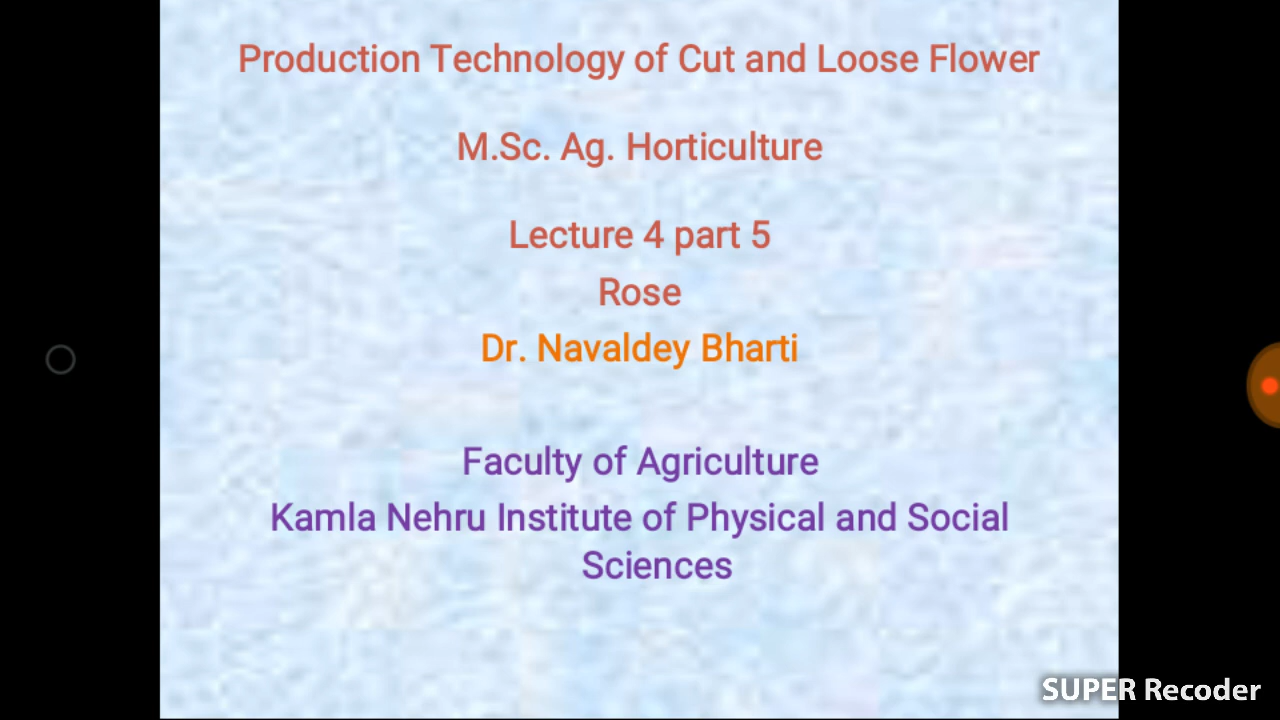 Production Technology of Cut and Loose Flower
M.Sc. Ag. Horticulture
Lecture 4 part 5
Rose
Dr. Navaldey Bharti
Faculty of Agriculture
Kamla Nehru Institute of Physical and Social
Sciences
SUPER Recoder